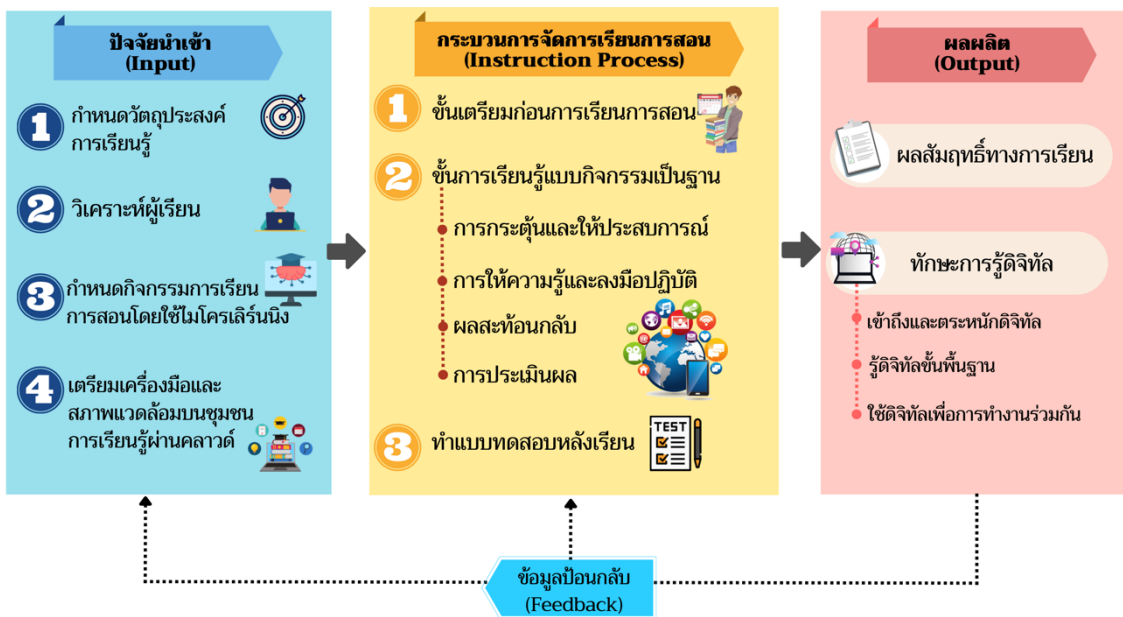 ปัจจัยนำเข้า
(Input)
1
กำหนดวัตถุประสงค์
การเรียนรู้
2
วิเคราะห์ผู้เรียน
3
กำหนดกิจกรรมการเรียน
การสอนโดยใช้ไมโครเลิร์นนิง
4
เตรียมเครื่องมือและ
สภาพแวดล้อมบนชุมชน
การเรียนรู้ผ่านคลาวด์
กระบวนการจัดการเรียนการสอน
(Instruction Process)
1
ขั้นเตรียมก่อนการเรียนการสอน
2
ขั้นการเรียนรู้แบบกิจกรรมเป็นฐาน
การกระตุ้นและให้ประสบการณ์
การให้ความรู้และลงมือปฏิบัติ
ผลสะท้อนกลับ
การประเมินผล
3
ทำแบบทดสอบหลังเรียน
TEST
ผลผลิต
(Output)
ผลสัมฤทธิ์ทางการเรียน
ทักษะการรู้ดิจิทัล
เข้าถึงและตระหนักดิจิทัล
รู้ดิจิทัลขั้นพื้นฐาน
ใช้ดิจิทัลเพื่อการทำงานร่วมกัน
ข้อมูลป้อนกลับ
(Feedback)